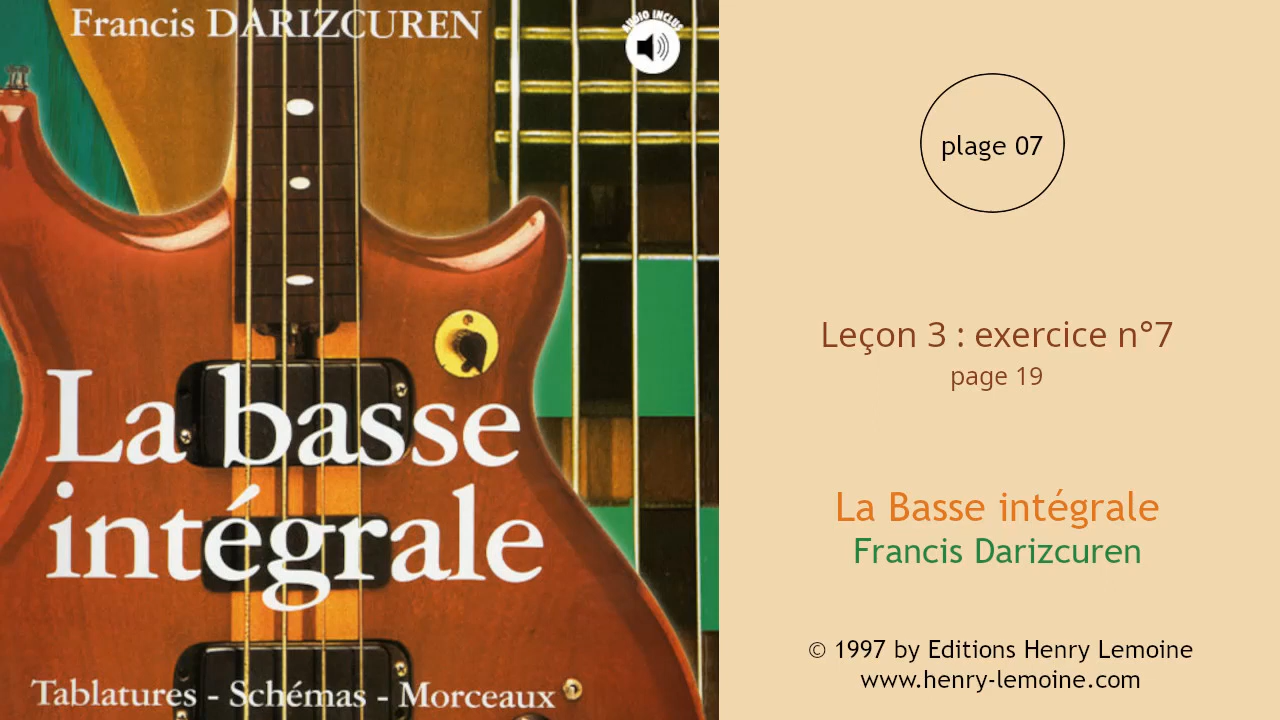 Francis DARIZCUREN
AUDIO INCLUS
La basse
intégrale
Tablatures - Schémas - Morceaux
plage 07
Leçon 3 : exercice n°7
page 19
La Basse intégrale
Francis Darizcuren
© 1997 by Editions Henry Lemoine
www.henry-lemoine.com